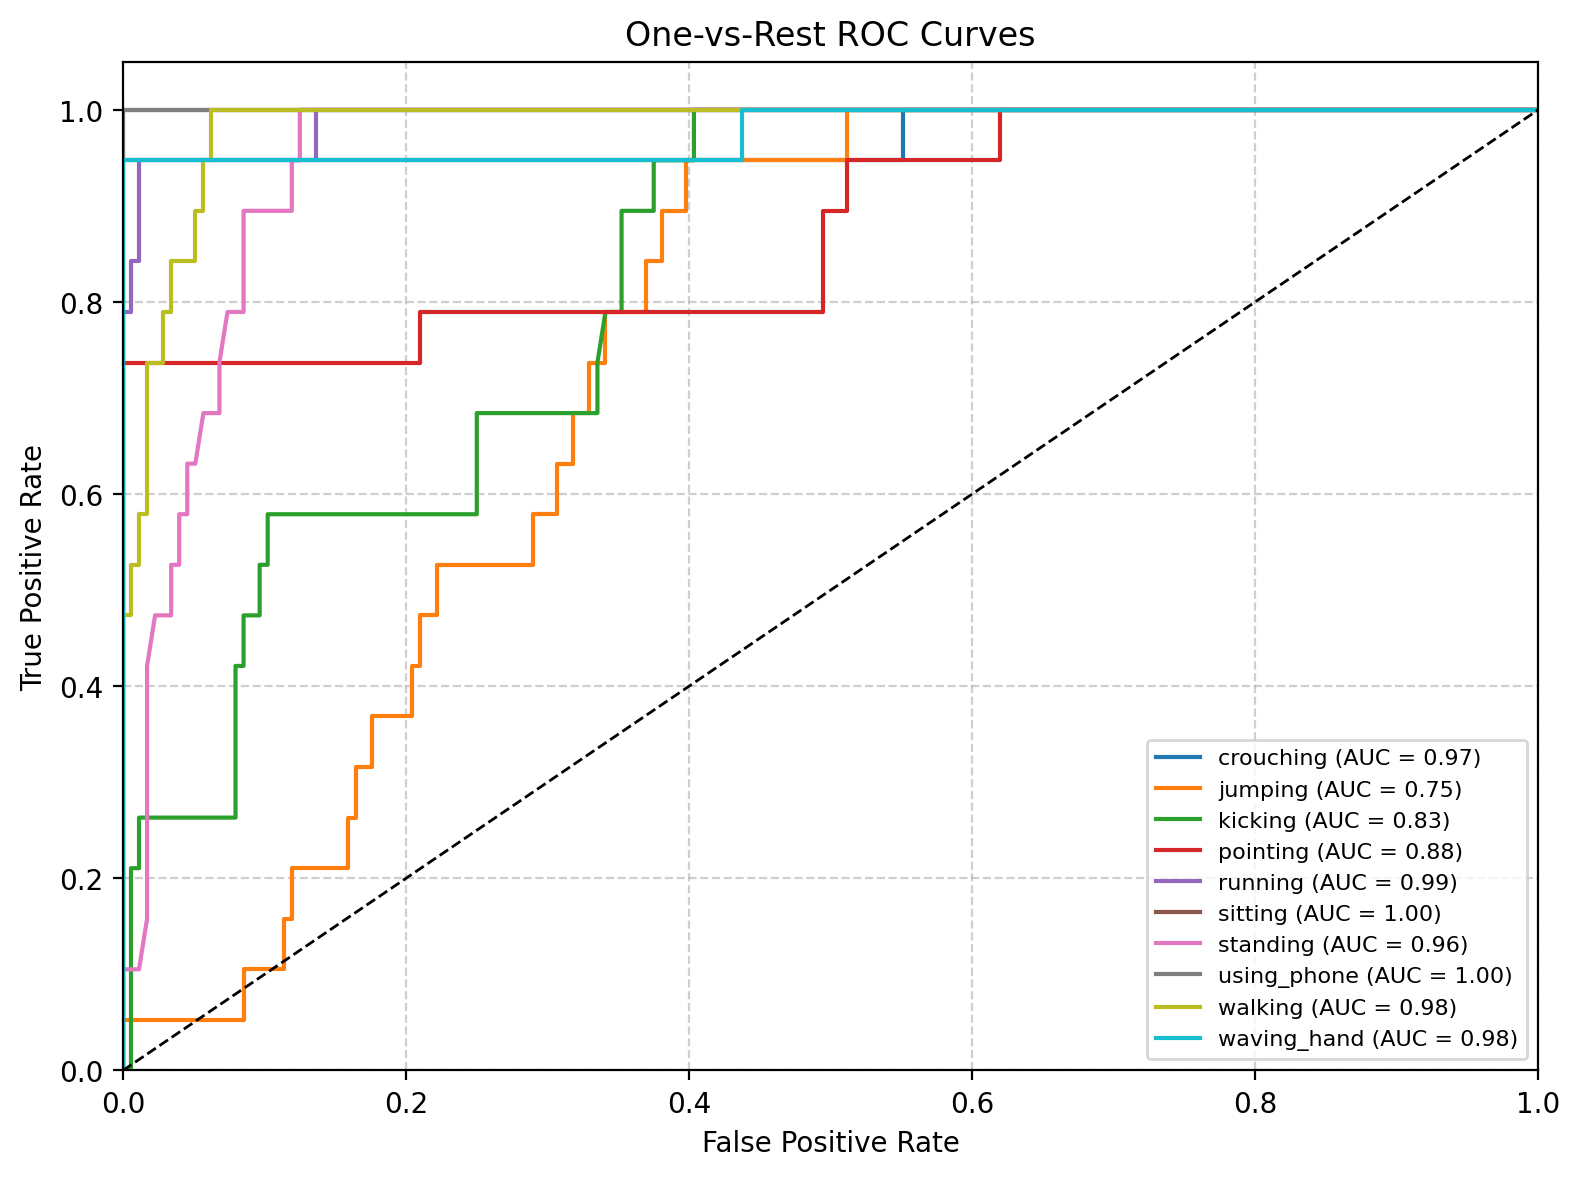 One-vs-Rest ROC Curves
True Positive Rate
1.0
0.8
0.6
0.4
0.2
0.0
0.0 0.2 0.4 0.6 0.8 1.0
False Positive Rate
crouching (AUC = 0.97)
jumping (AUC = 0.75)
kicking (AUC = 0.83)
pointing (AUC = 0.88)
running (AUC = 0.99)
sitting (AUC = 1.00)
standing (AUC = 0.96)
using_phone (AUC = 1.00)
walking (AUC = 0.98)
waving_hand (AUC = 0.98)